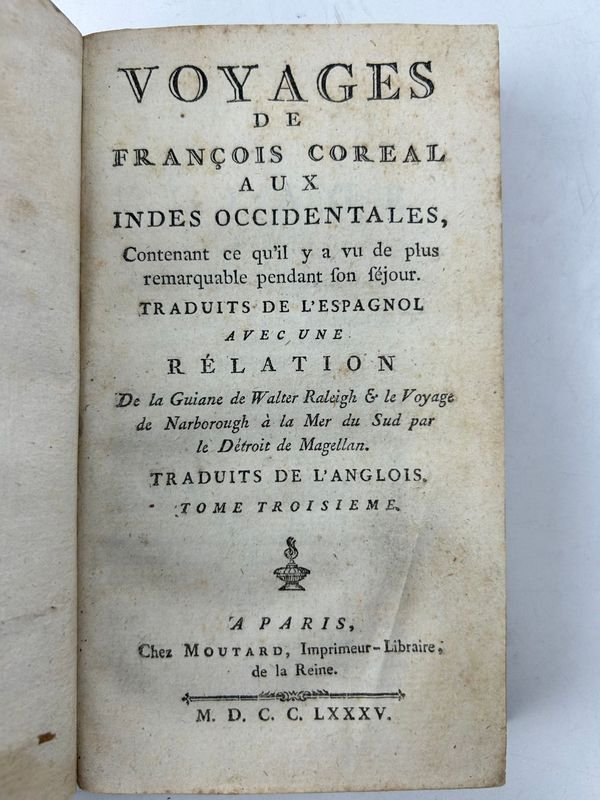 VOYAGES
DE
FRANÇOIS COREAL
AUX
INDES OCCIDENTALES,
Contenant ce qu'il y a vu de plus
remarquable pendant ſon ſéjour.
TRADUITS DE L'ESPAGNOL
AVEC UNE
RÉLATION
De la Guiane de Walter Raleigh & le Voyage
de Narborough à la Mer du Sud par
le Détroit de Magellan.
TRADUITS DE L'ANGLOIS.
TOME TROISIEME.
A PARIS,
Chez MOUTARD, Imprimeur-Libraire,
de la Reine.
M. D. C. C. LXXXV.